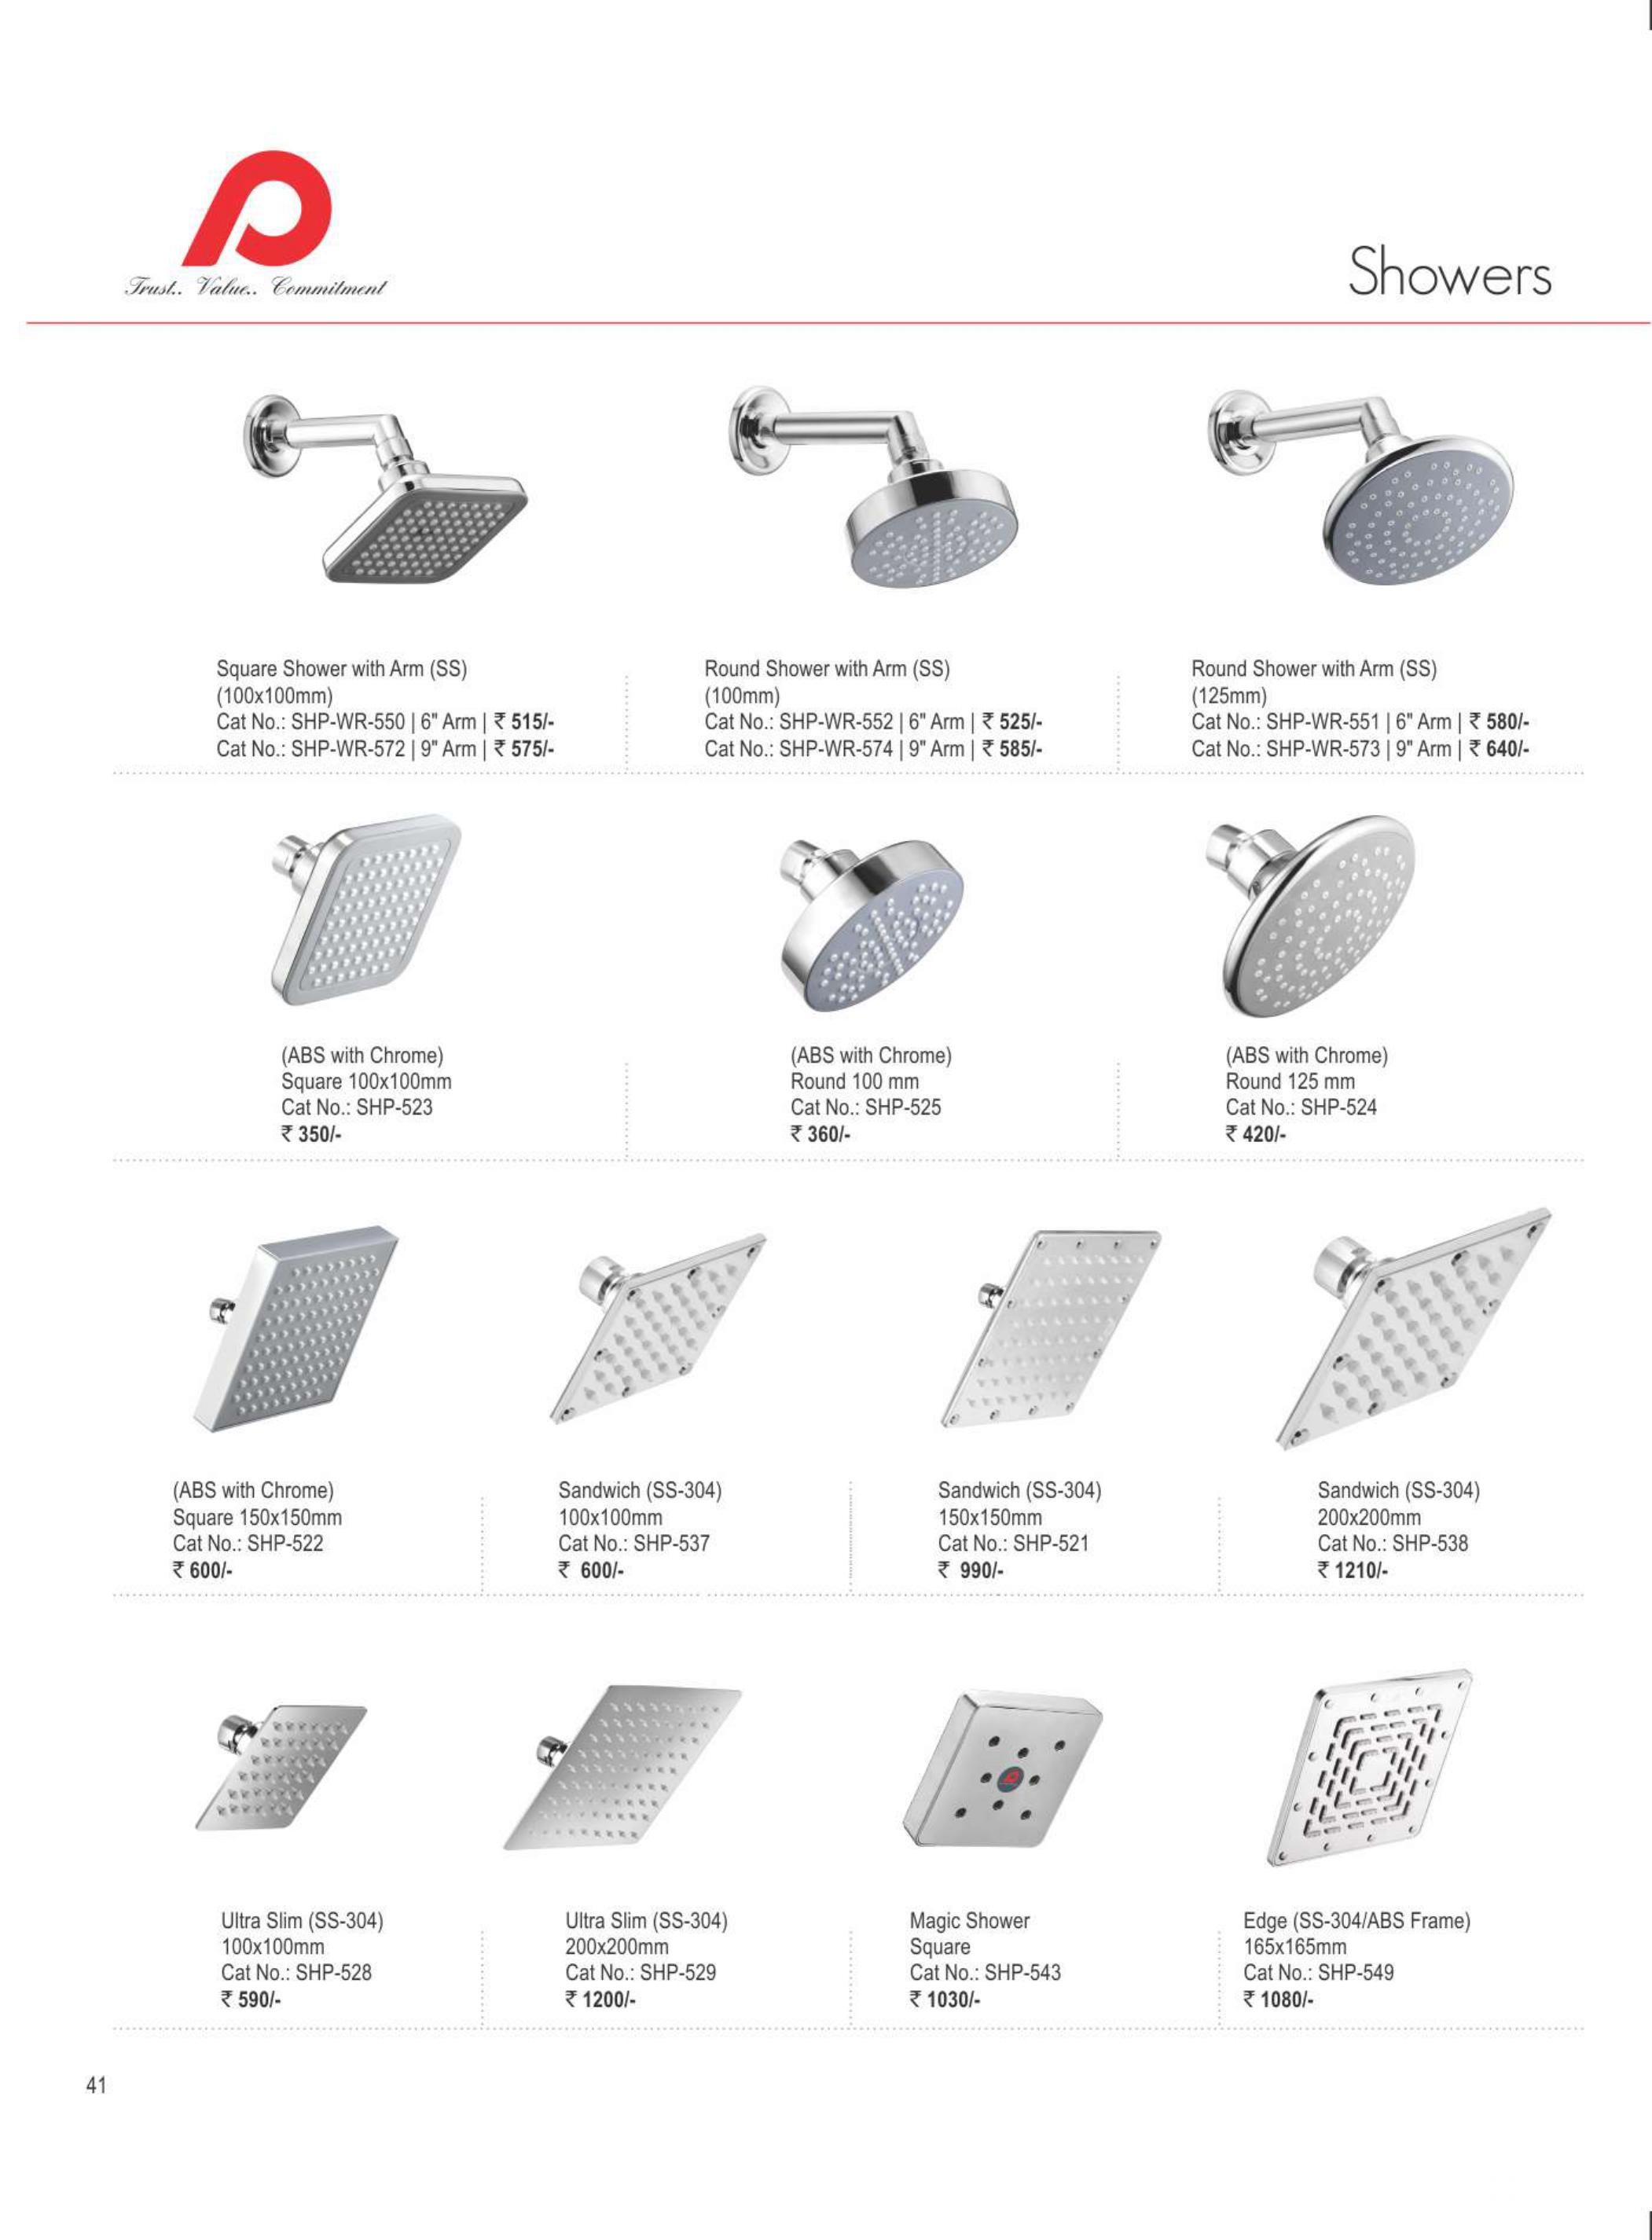 Trust.. Value.. Commitment
Showers
Square Shower with Arm (SS)
(100x100mm)
Cat No.: SHP-WR-550 | 6" Arm | ₹ 515/-
Cat No.: SHP-WR-572 | 9" Arm | ₹ 575/-
Round Shower with Arm (SS)
(100mm)
Cat No.: SHP-WR-552 | 6" Arm | ₹ 525/-
Cat No.: SHP-WR-574 | 9" Arm | ₹ 585/-
Round Shower with Arm (SS)
(125mm)
Cat No.: SHP-WR-551 | 6" Arm | ₹ 580/-
Cat No.: SHP-WR-573 | 9" Arm | ₹ 640/-
(ABS with Chrome)
Square 100x100mm
Cat No.: SHP-523
₹ 350/-
(ABS with Chrome)
Round 100 mm
Cat No.: SHP-525
₹ 360/-
(ABS with Chrome)
Round 125 mm
Cat No.: SHP-524
₹ 420/-
(ABS with Chrome)
Square 150x150mm
Cat No.: SHP-522
₹ 600/-
Sandwich (SS-304)
100x100mm
Cat No.: SHP-537
₹ 600/-
Sandwich (SS-304)
150x150mm
Cat No.: SHP-521
₹ 990/-
Sandwich (SS-304)
200x200mm
Cat No.: SHP-538
₹ 1210/-
Ultra Slim (SS-304)
100x100mm
Cat No.: SHP-528
₹ 590/-
Ultra Slim (SS-304)
200x200mm
Cat No.: SHP-529
₹ 1200/-
Magic Shower
Square
Cat No.: SHP-543
₹ 1030/-
Edge (SS-304/ABS Frame)
165x165mm
Cat No.: SHP-549
₹ 1080/-
41